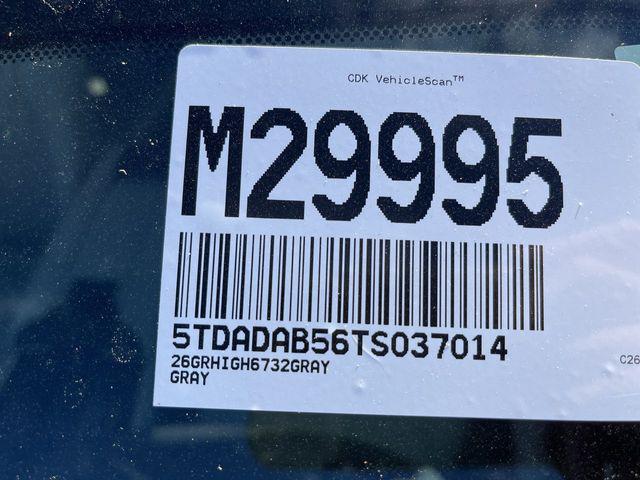 CDK VehicleScan™
M29995
5TDADAB56TS037014
26GRHIGH6732GRAY
GRAY
C26